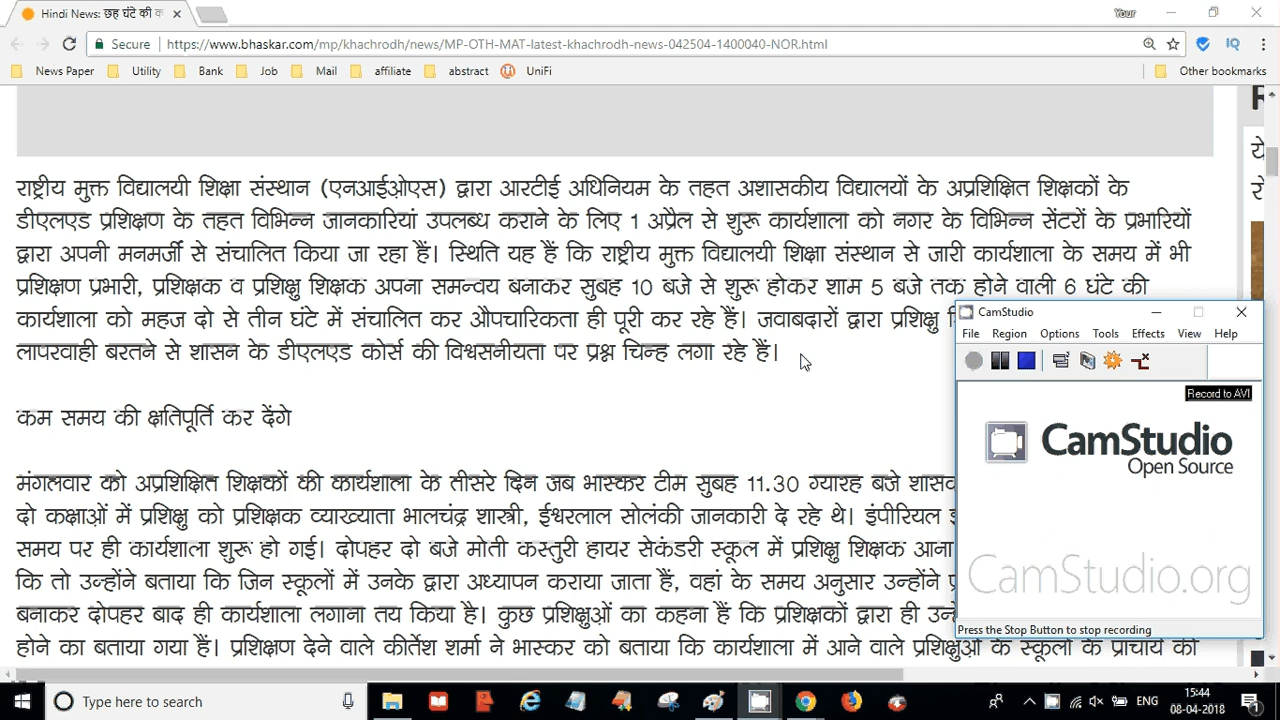 Hindi News: छह घंटे की क
Your
Secure
https://www.bhaskar.com/mp/khachrodh/news/MP-OTH-MAT-latest-khachrodh-news-042504-1400040-NOR.html
IQ
News Paper
Utility
Bank
Job
Mail
affiliate
abstract
UniFi
Other bookmarks
राष्ट्रीय मुक्त विद्यालयी शिक्षा संस्थान (एनआईओएस) द्वारा आरटीई अधिनियम के तहत अशासकीय विद्यालयों के अप्रशिक्षित शिक्षकों के
डीएलएड प्रशिक्षण के तहत विभिन्न जानकारियां उपलब्ध कराने के लिए 1 अप्रैल से शुरू कार्यशाला को नगर के विभिन्न सेंटरों के प्रभारियों
द्वारा अपनी मनमर्जी से संचालित किया जा रहा हैं। स्थिति यह हैं कि राष्ट्रीय मुक्त विद्यालयी शिक्षा संस्थान से जारी कार्यशाला के समय में भी
प्रशिक्षण प्रभारी, प्रशिक्षक व प्रशिक्षु शिक्षक अपना समन्वय बनाकर सुबह 10 बजे से शुरू होकर शाम 5 बजे तक होने वाली 6 घंटे की
कार्यशाला को महज दो से तीन घंटे में संचालित कर औपचारिकता ही पूरी कर रहे हैं। जवाबदारों द्वारा प्रशिक्षु
लापरवाही बरतने से शासन के डीएलएड कोर्स की विश्वसनीयता पर प्रश्न चिन्ह लगा रहे हैं।
कम समय की क्षतिपूर्ति कर देंगे
मंगलवार को अप्रशिक्षित शिक्षकों की कार्यशाला के तीसरे दिन जब भास्कर टीम सुबह 11.30 ग्यारह बजे
दो कक्षाओं में प्रशिक्षु को प्रशिक्षक व्याख्याता भालचंद्र शास्त्री, ईश्वरलाल सोलंकी जानकारी दे रहे थे। इंपीरियल
समय पर ही कार्यशाला शुरू हो गई। दोपहर दो बजे मोती कस्तुरी हायर सेकंडरी स्कूल में प्रशिक्षु शिक्षक आना
कि तो उन्होंने बताया कि जिन स्कूलों में उनके द्वारा अध्यापन कराया जाता हैं, वहां के समय अनुसार उन्होंने
बनाकर दोपहर बाद ही कार्यशाला लगाना तय किया है। कुछ प्रशिक्षुओं का कहना हैं कि प्रशिक्षकों द्वारा ही
होने का बताया गया हैं। प्रशिक्षण देने वाले कीर्तेश शर्मा ने भास्कर को बताया कि कार्यशाला में आने वाले प्रशिक्षुओं के स्कूलों के प्राचार्य की
CamStudio
File Region Options Tools Effects View Help
Record to AVI
CamStudio
Open Source
CamStudio.org
Press the Stop Button to stop recording
Type here to search
ENG
15:44
08-04-2018
1